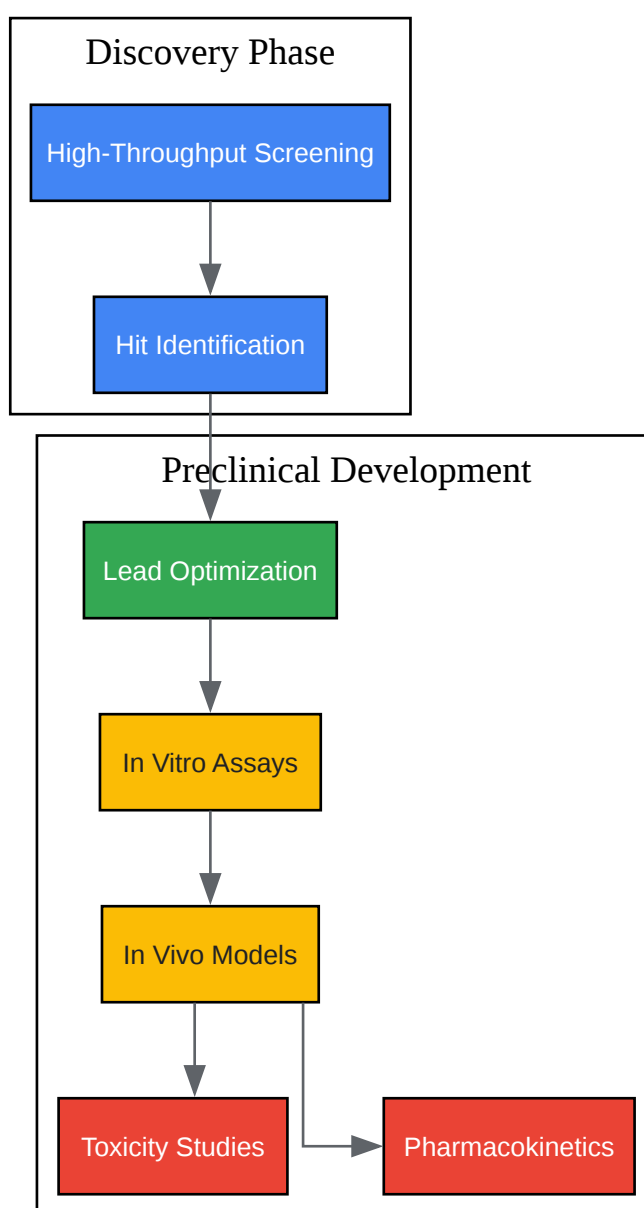 Discovery Phase
High-Throughput Screening
Hit Identification
Preclinical Development
Lead Optimization
In Vitro Assays
In Vivo Models
Toxicity Studies
Pharmacokinetics